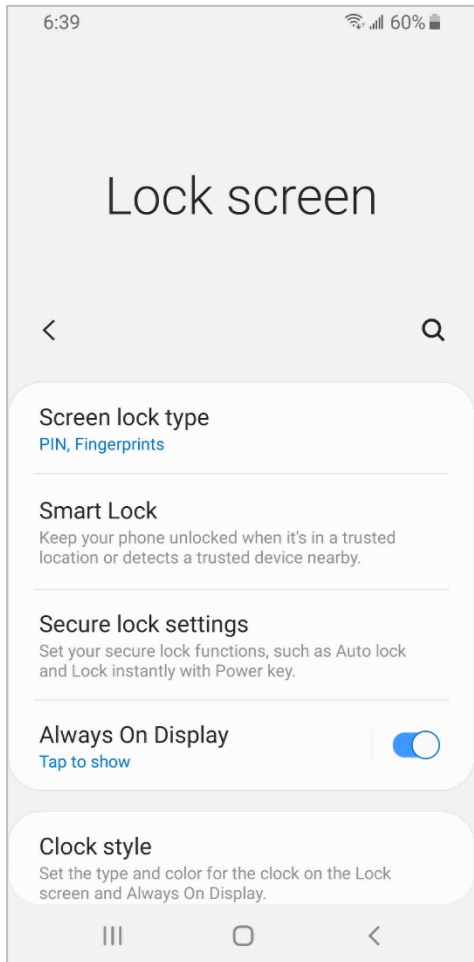 6:39 60%
Lock screen
Screen lock type
PIN, Fingerprints
Smart Lock
Keep your phone unlocked when it's in a trusted
location or detects a trusted device nearby.
Secure lock settings
Set your secure lock functions, such as Auto lock
and Lock instantly with Power key.
Always On Display
Tap to show
Clock style
Set the type and color for the clock on the Lock
screen and Always On Display.